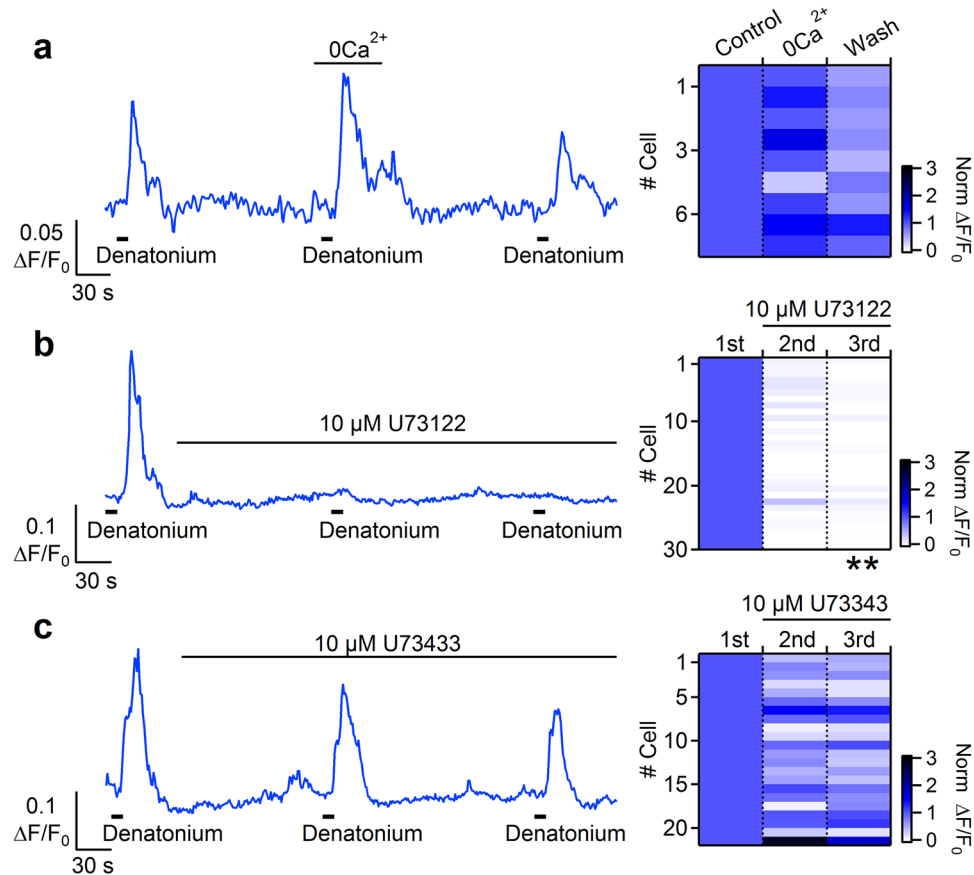 a
0Ca²⁺
Control 0Ca²⁺ Wash
# Cell
1
3
6
3
2
1
0
Norm ΔF/F₀
0.05
ΔF/F₀
30 s
Denatonium Denatonium Denatonium
b
10 µM U73122
10 µM U73122
1st 2nd 3rd
# Cell
1
10
20
30
**
3
2
1
0
Norm ΔF/F₀
0.1
ΔF/F₀
30 s
Denatonium Denatonium Denatonium
c
10 µM U73433
10 µM U73343
1st 2nd 3rd
# Cell
1
5
10
15
20
3
2
1
0
Norm ΔF/F₀
0.1
ΔF/F₀
30 s
Denatonium Denatonium Denatonium